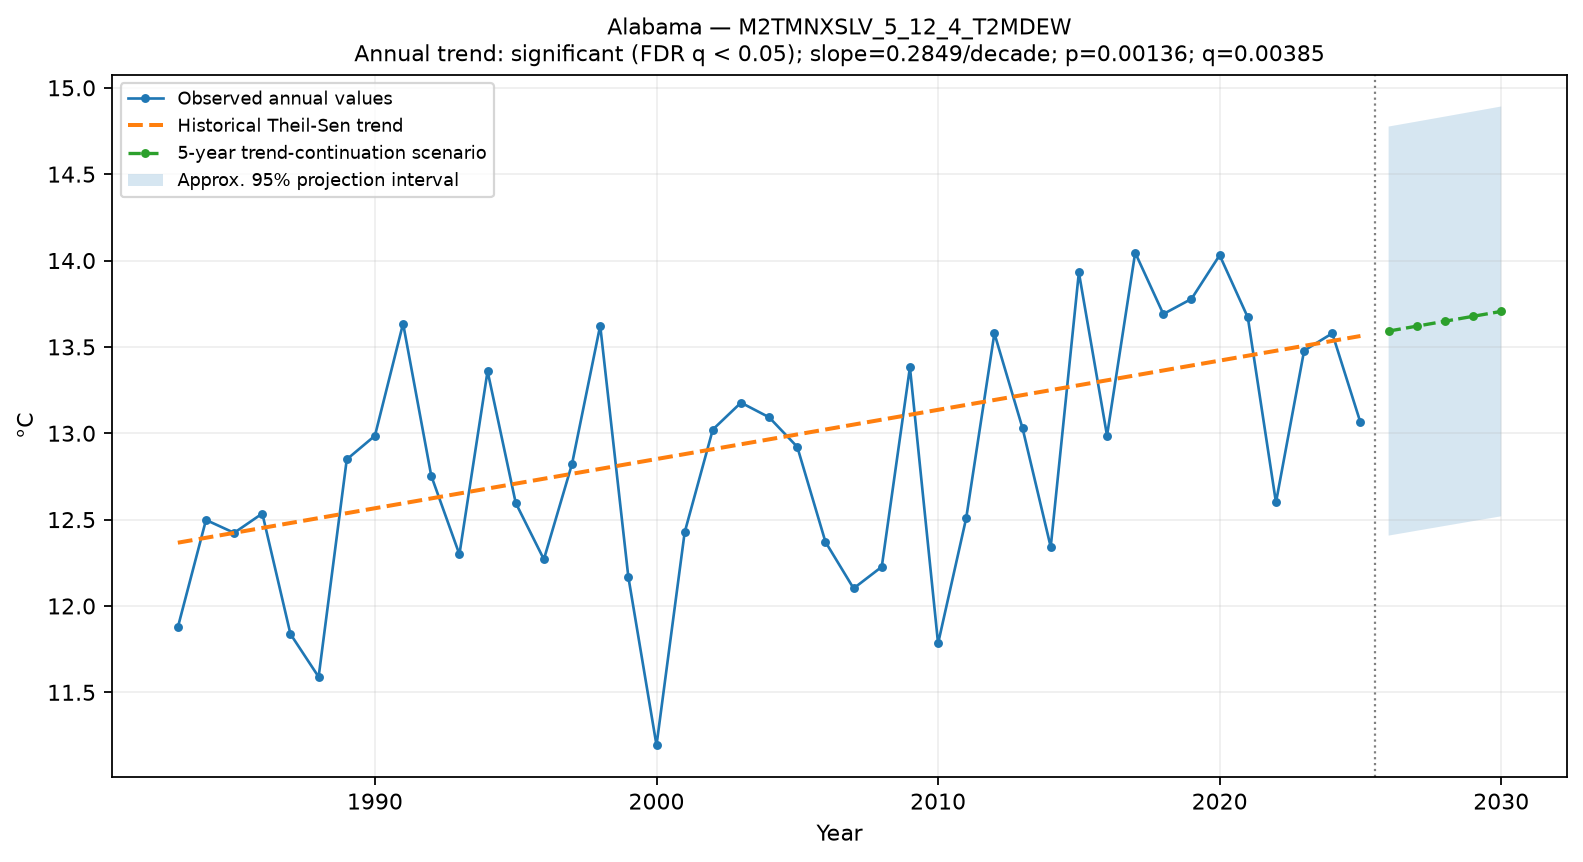 Alabama — M2TMNXSLV_5_12_4_T2MDEW
Annual trend: significant (FDR q < 0.05); slope=0.2849/decade; p=0.00136; q=0.00385
Observed annual values
Historical Theil-Sen trend
5-year trend-continuation scenario
Approx. 95% projection interval
15.0
14.5
14.0
13.5
13.0
12.5
12.0
11.5
°C
1990
2000
2010
2020
2030
Year